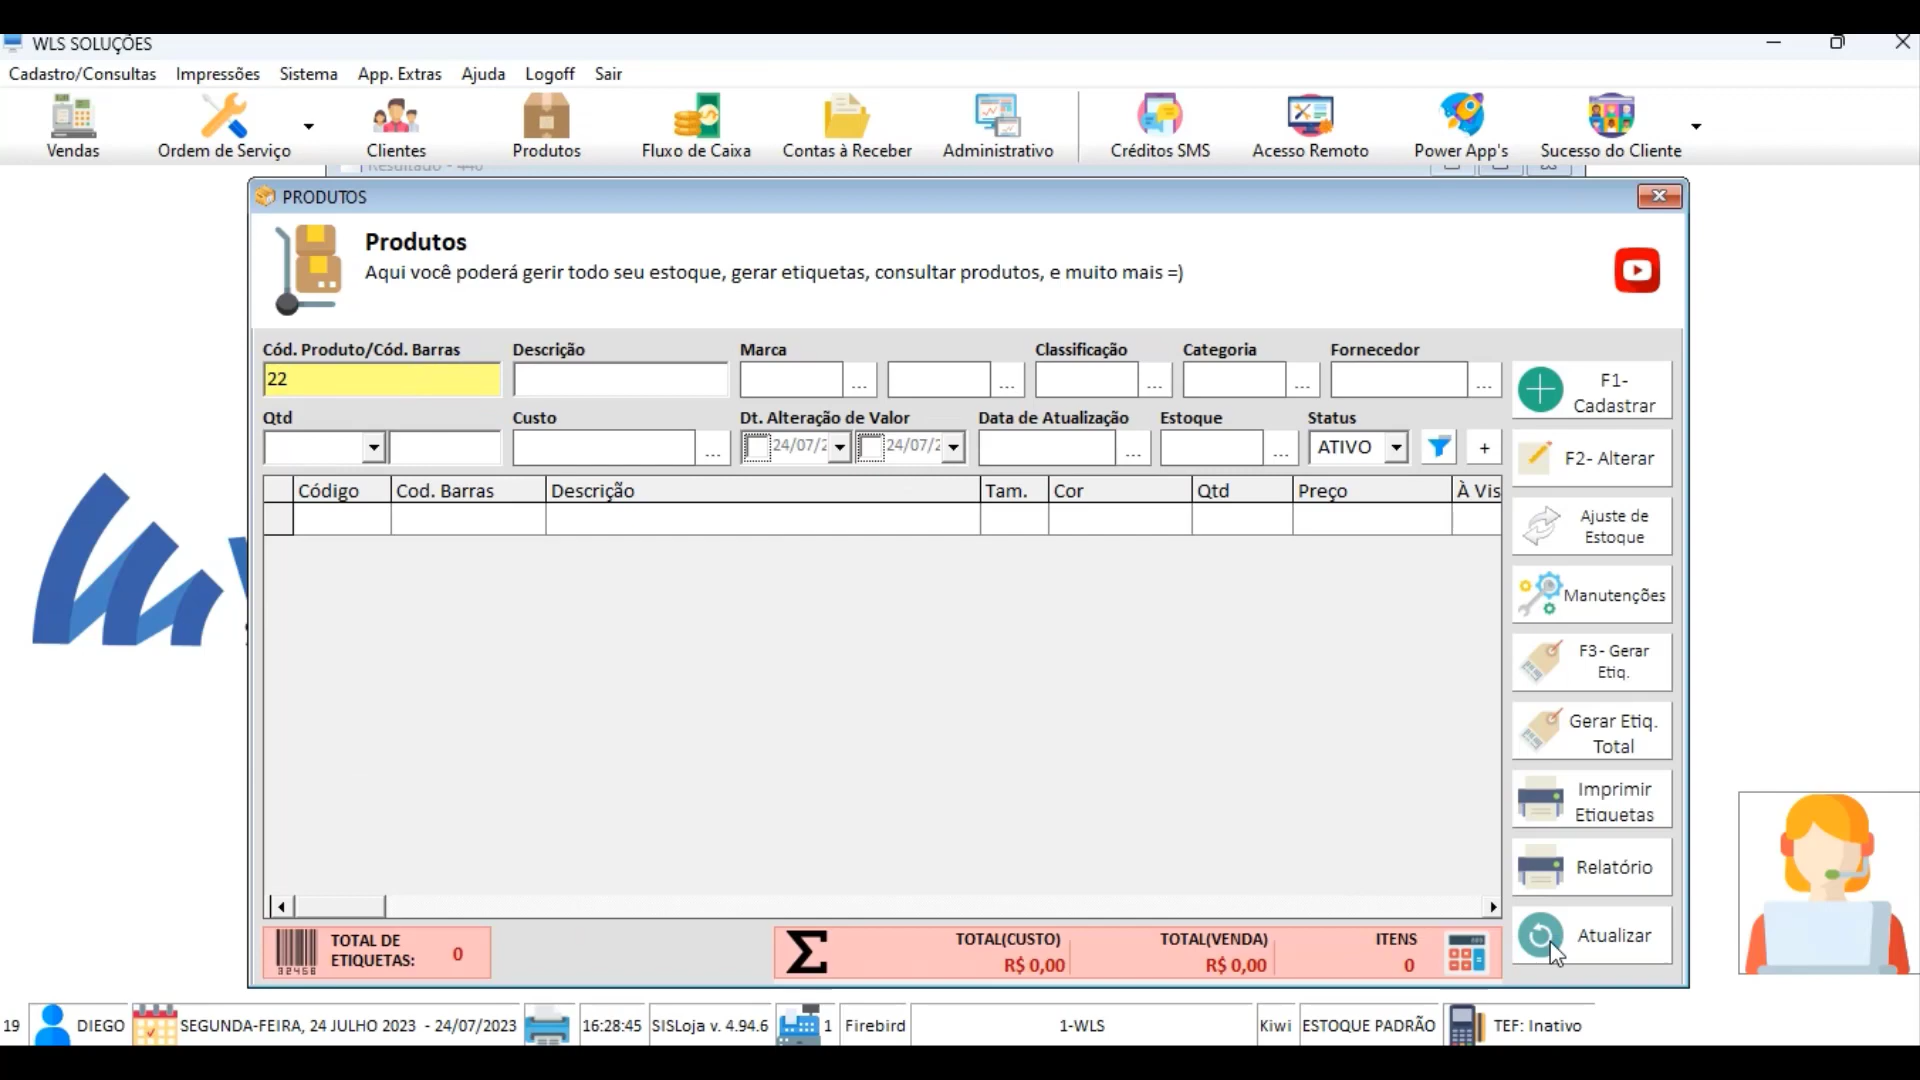 WLS SOLUÇÕES
Cadastro/Consultas Impressões Sistema App. Extras Ajuda Logoff Sair
Vendas Ordem de Serviço Clientes Produtos Fluxo de Caixa Contas à Receber Administrativo Créditos SMS Acesso Remoto Power App's Sucesso do Cliente
PRODUTOS
Produtos
Aqui você poderá gerir todo seu estoque, gerar etiquetas, consultar produtos, e muito mais =)
Cód. Produto/Cód. Barras Descrição Marca Classificação Categoria Fornecedor
22 ... ... ... ... ...
Qtd Custo Dt. Alteração de Valor Data de Atualização Estoque Status
... 24/07/2 24/07/2 ... ... ATIVO +
Código Cod. Barras Descrição Tam. Cor Qtd Preço À Vis
F1-
Cadastrar
F2- Alterar
Ajuste de
Estoque
Manutenções
F3- Gerar
Etiq.
Gerar Etiq.
Total
Imprimir
Etiquetas
Relatório
Atualizar
TOTAL DE
ETIQUETAS: 0
Σ
TOTAL(CUSTO) TOTAL(VENDA) ITENS
R$ 0,00 R$ 0,00 0
19 DIEGO SEGUNDA-FEIRA, 24 JULHO 2023 - 24/07/2023 16:28:45 SISLoja v. 4.94.6 1 Firebird 1-WLS Kiwi ESTOQUE PADRÃO TEF: Inativo